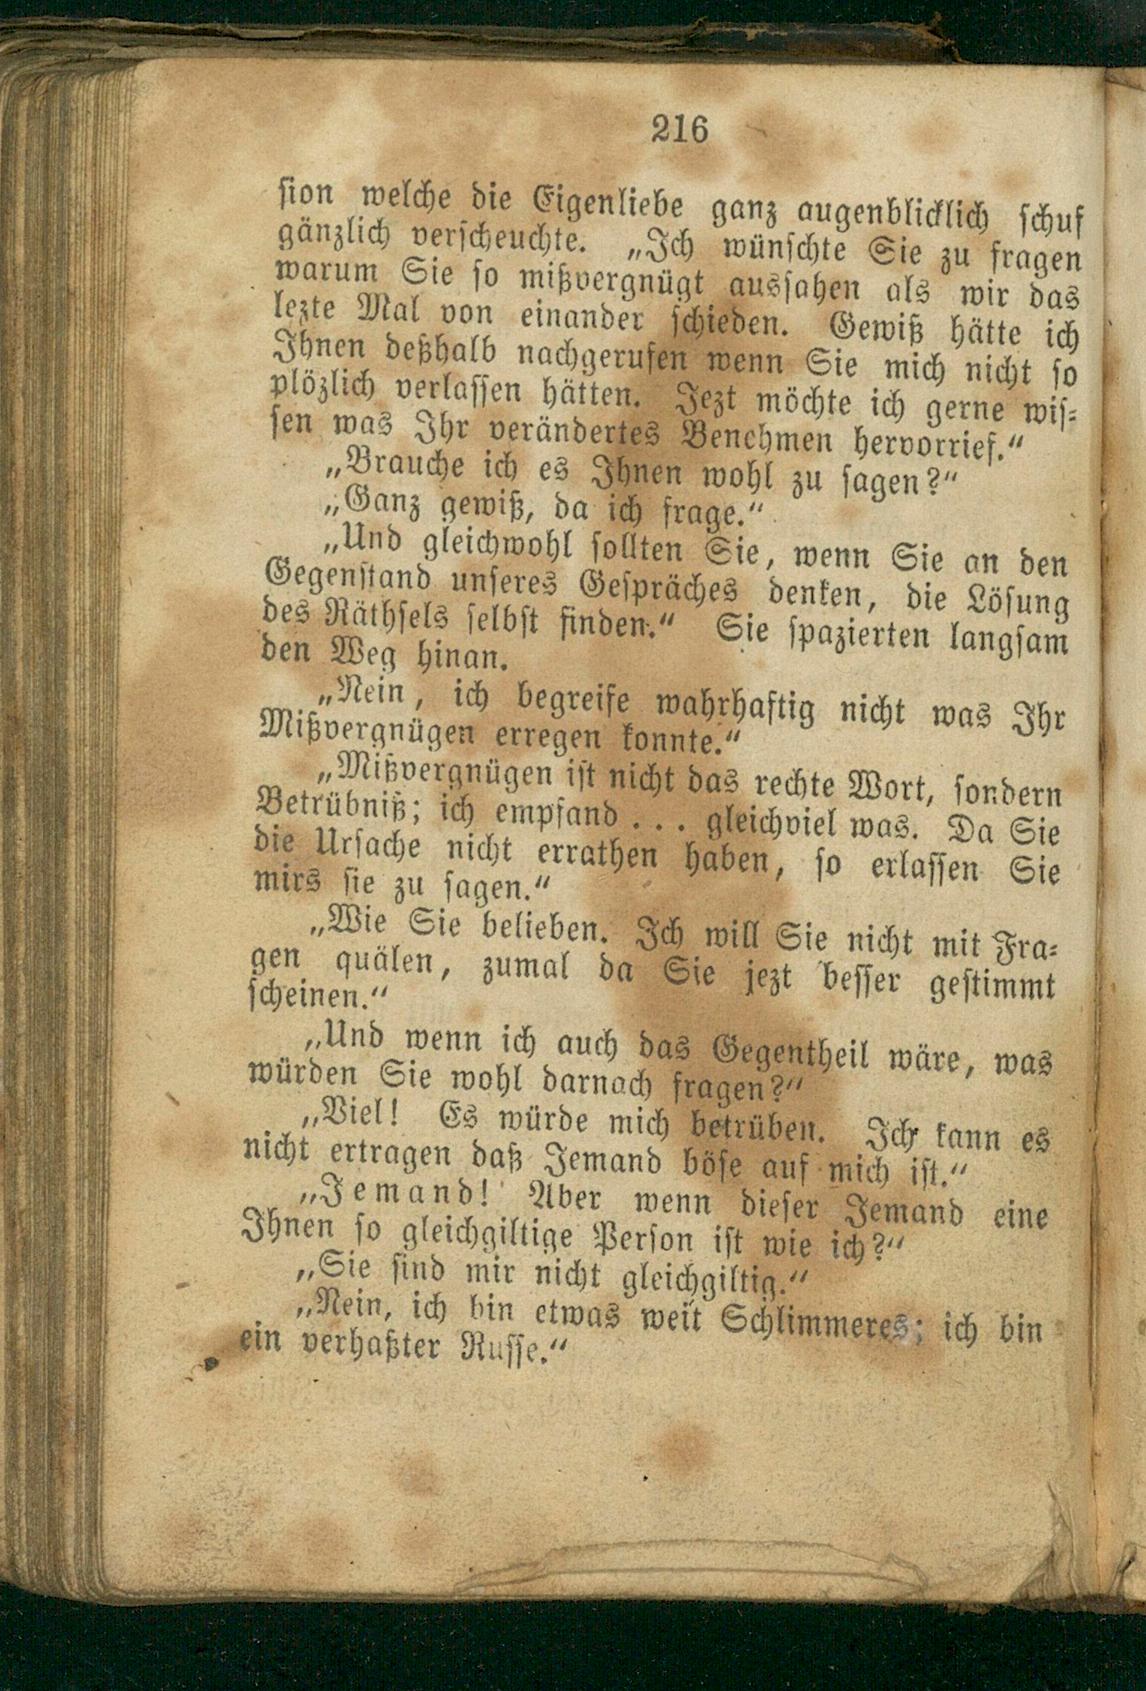 216
sion welche die Eigenliebe ganz augenblicklich schuf
gänzlich verscheuchte. „Ich wünschte Sie zu fragen
warum Sie so mißvergnügt aussahen als wir das
lezte Mal von einander schieden. Gewiß hätte ich
Ihnen deßhalb nachgerufen wenn Sie mich nicht so
plözlich verlassen hätten. Jezt möchte ich gerne wis-
sen was Ihr verändertes Benehmen hervorrief.“
„Brauche ich es Ihnen wohl zu sagen?“
„Ganz gewiß, da ich frage.“
„Und gleichwohl sollten Sie, wenn Sie an den
Gegenstand unseres Gespräches denken, die Lösung
des Räthsels selbst finden.“ Sie spazierten langsam
den Weg hinan.
„Nein, ich begreife wahrhaftig nicht was Ihr
Mißvergnügen erregen konnte.“
„Mißvergnügen ist nicht das rechte Wort, sondern
Betrübniß; ich empfand . . . gleichviel was. Da Sie
die Ursache nicht errathen haben, so erlassen Sie
mirs sie zu sagen.“
„Wie Sie belieben. Ich will Sie nicht mit Fra-
gen quälen, zumal da Sie jezt besser gestimmt
scheinen.“
„Und wenn ich auch das Gegentheil wäre, was
würden Sie wohl darnach fragen?“
„Viel! Es würde mich betrüben. Ich kann es
nicht ertragen daß Jemand böse auf mich ist.“
„Jemand! Aber wenn dieser Jemand eine
Ihnen so gleichgiltige Person ist wie ich?“
„Sie sind mir nicht gleichgiltig.“
„Nein, ich bin etwas weit Schlimmeres; ich bin
ein verhaßter Russe.“